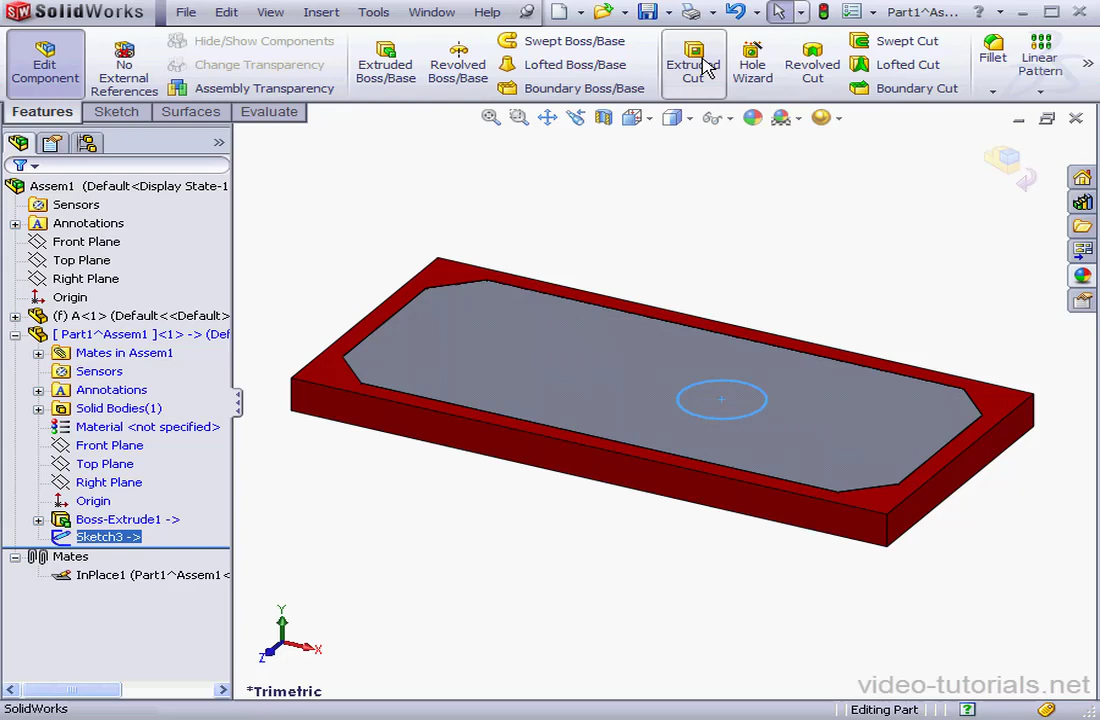 SolidWorks File Edit View Insert Tools Window Help Part1^As... ?
Edit Component
No External References
Hide/Show Components
Change Transparency
Assembly Transparency
Extruded Boss/Base
Revolved Boss/Base
Swept Boss/Base
Lofted Boss/Base
Boundary Boss/Base
Extruded Cut
Hole Wizard
Revolved Cut
Swept Cut
Lofted Cut
Boundary Cut
Fillet
Linear Pattern
Features Sketch Surfaces Evaluate
Assem1 (Default<Display State-1
Sensors
Annotations
Front Plane
Top Plane
Right Plane
Origin
(f) A<1> (Default<<Default>
[ Part1^Assem1 ]<1> -> (Def
Mates in Assem1
Sensors
Annotations
Solid Bodies(1)
Material <not specified>
Front Plane
Top Plane
Right Plane
Origin
Boss-Extrude1 ->
Sketch3 ->
Mates
InPlace1 (Part1^Assem1<
Y
X
Z
*Trimetric
video-tutorials.net
SolidWorks
Editing Part
?